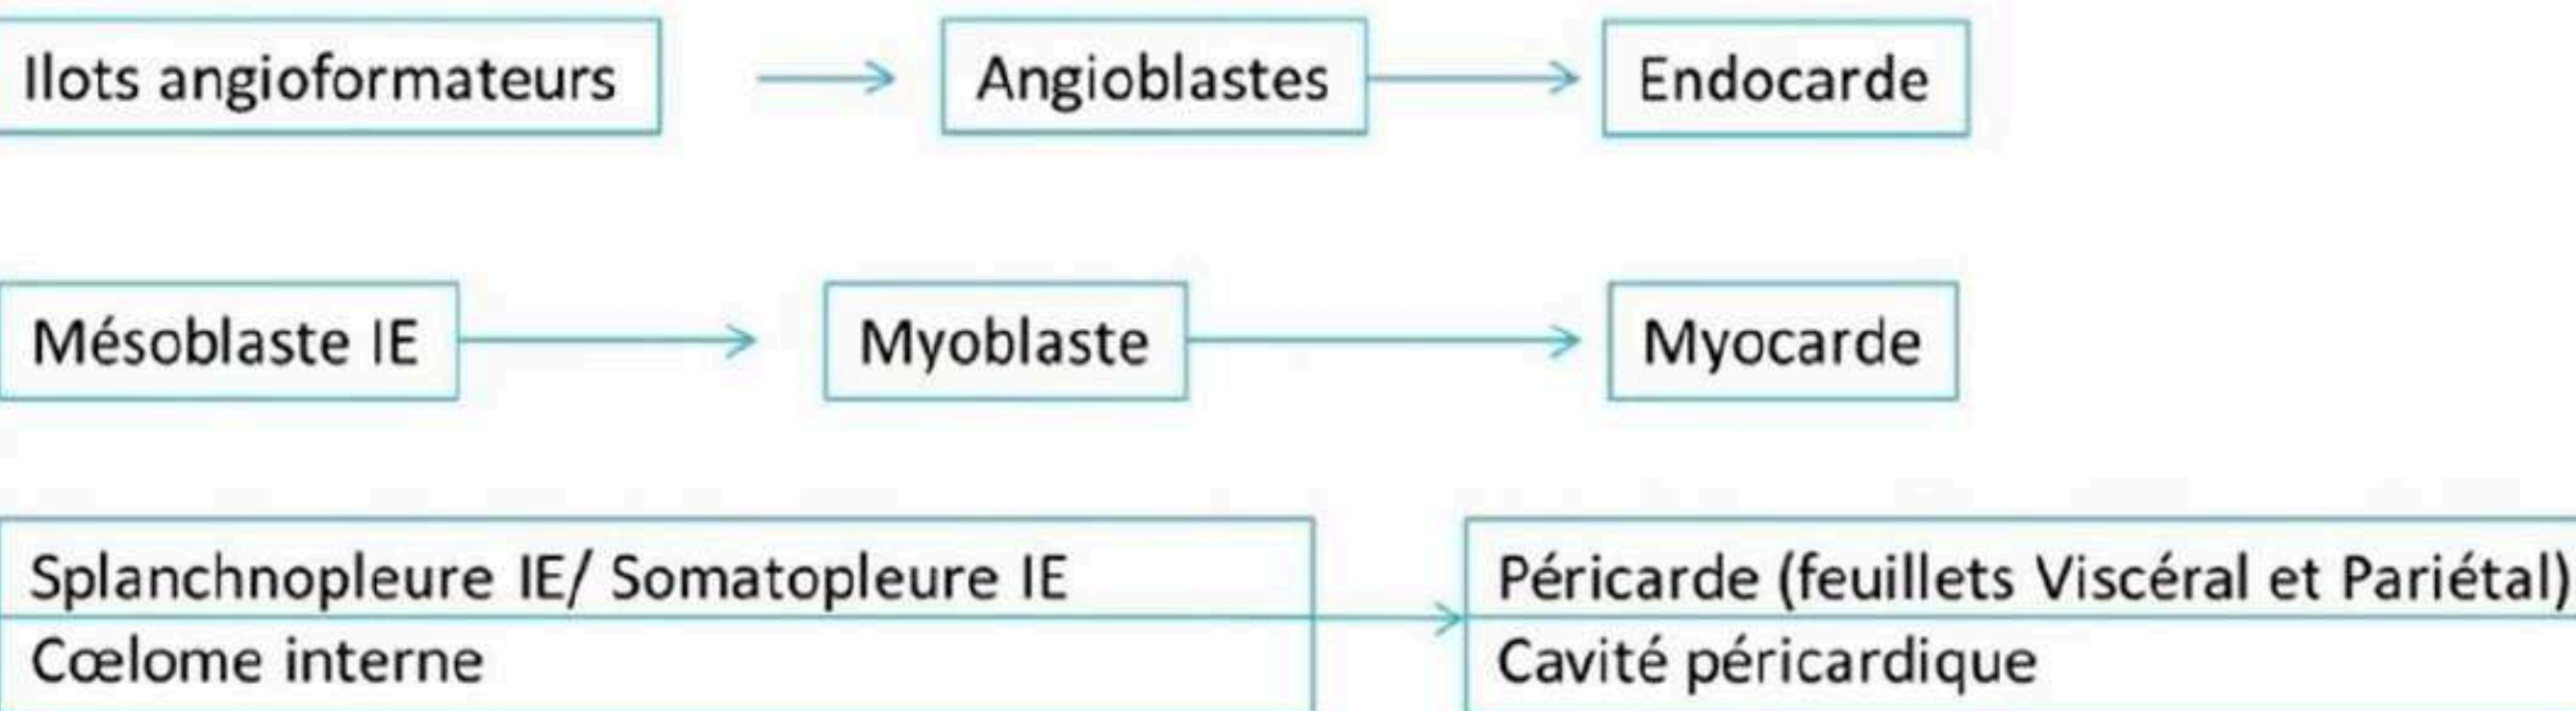 Ilots angioformateurs
Angioblastes
Endocarde
Mésoblaste IE
Myoblaste
Myocarde
Splanchnopleure IE/ Somatopleure IE
Cœlome interne
Péricarde (feuillets Viscéral et Pariétal)
Cavité péricardique